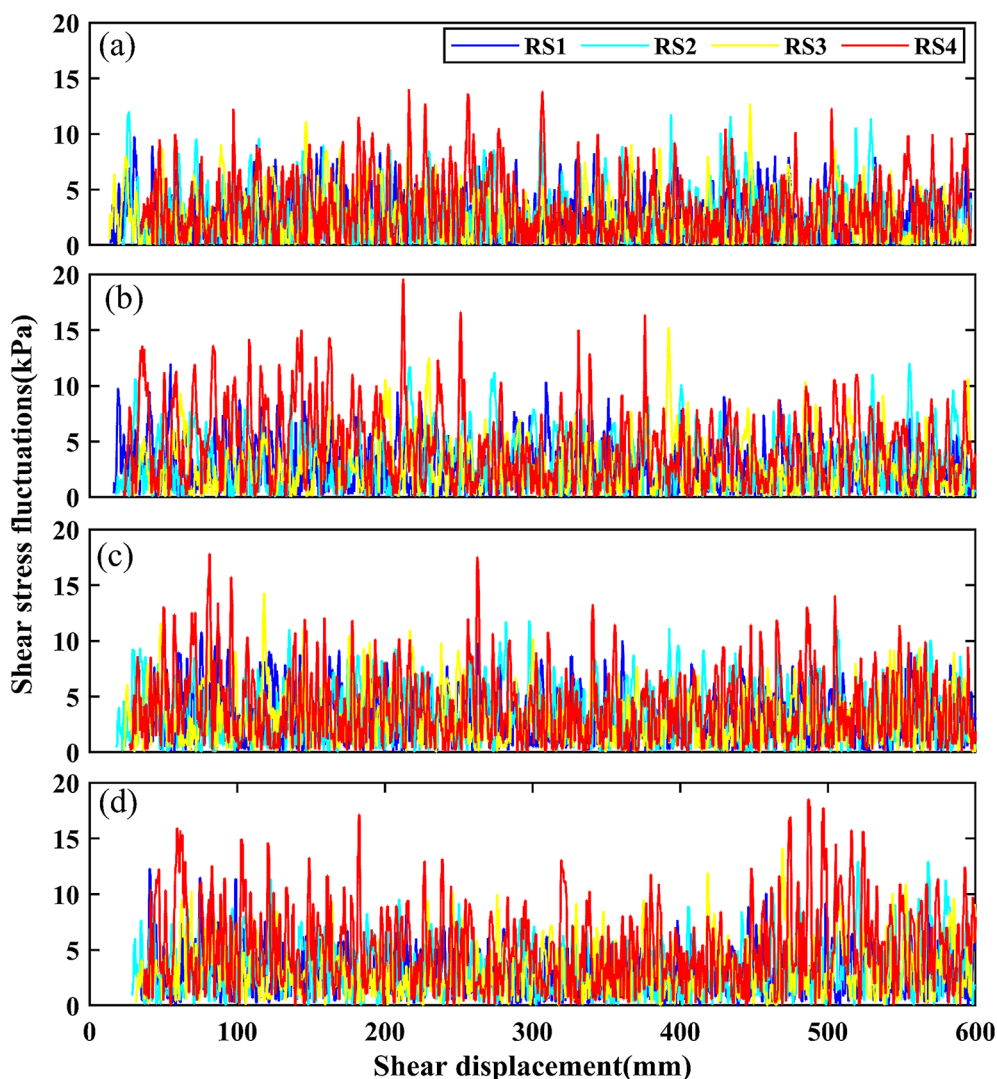 (a)
RS1 RS2 RS3 RS4
20
15
10
5
0
(b)
20
15
10
5
0
(c)
20
15
10
5
0
(d)
20
15
10
5
0
0 100 200 300 400 500 600
Shear displacement(mm)
Shear stress fluctuations(kPa)